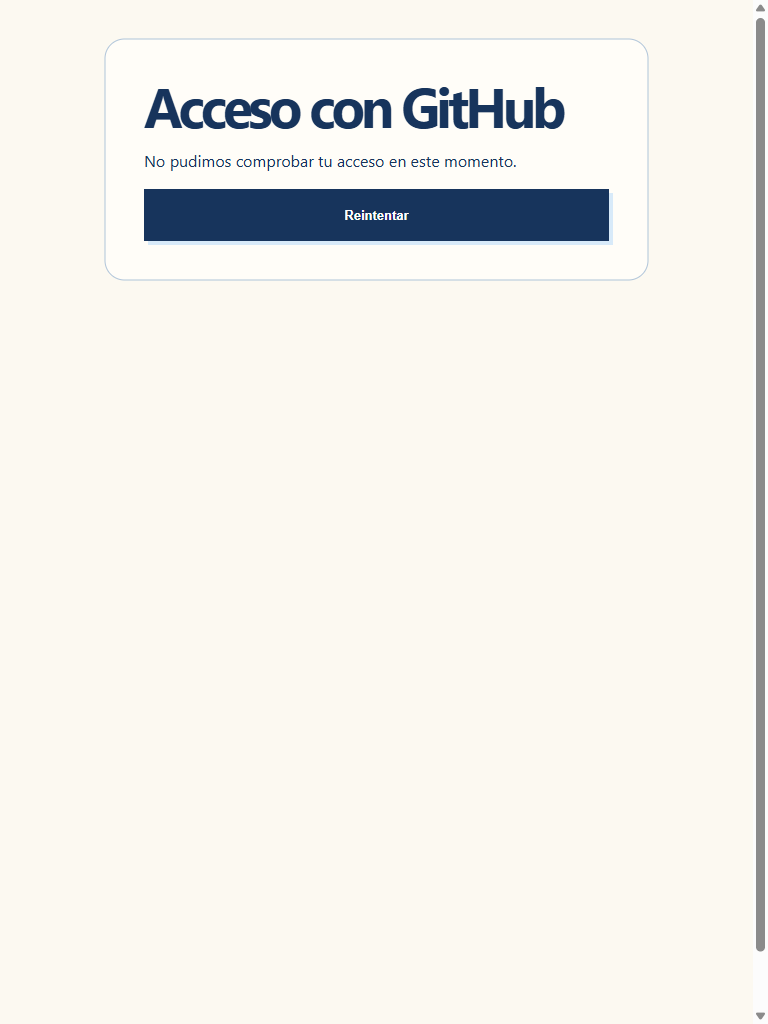 Acceso con GitHub
No pudimos comprobar tu acceso en este momento.
Reintentar